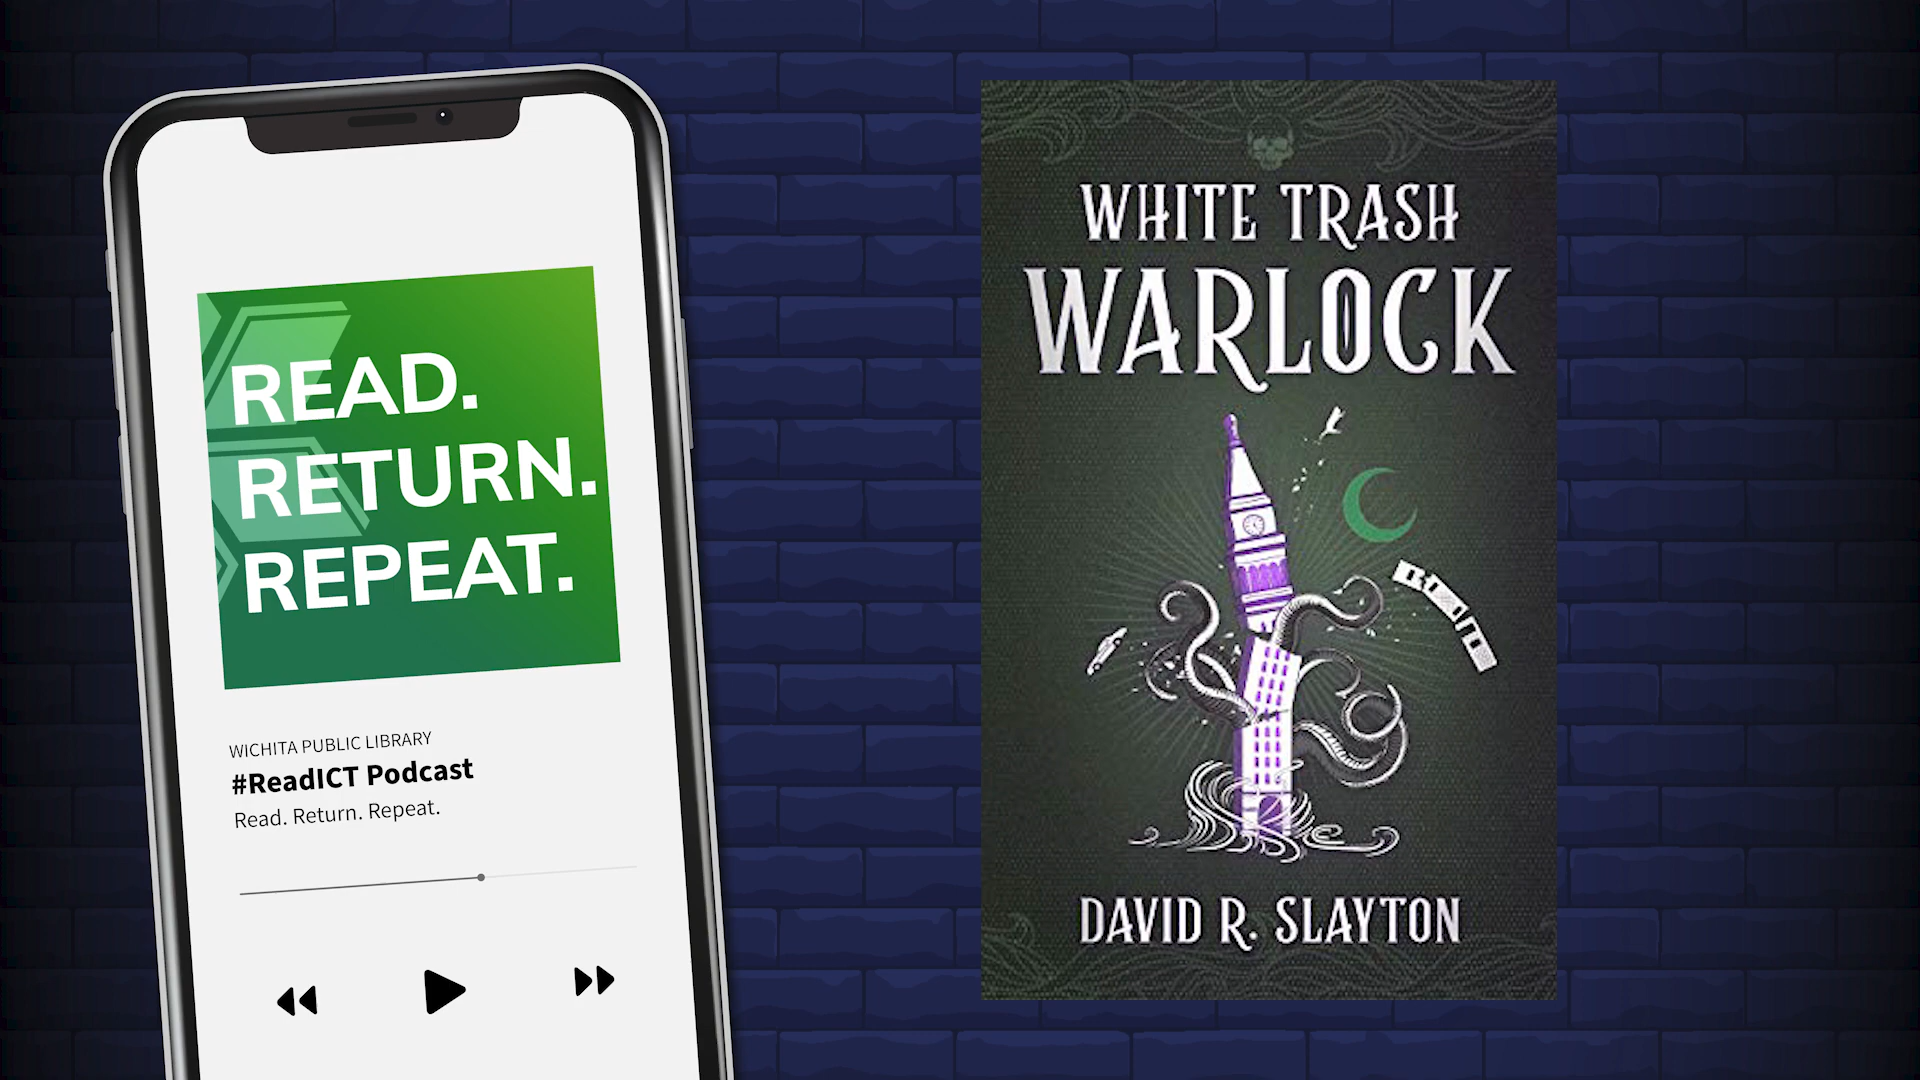 READ.
RETURN.
REPEAT.
WICHITA PUBLIC LIBRARY
#ReadICT Podcast
Read. Return. Repeat.
WHITE TRASH
WARLOCK
DAVID R. SLAYTON